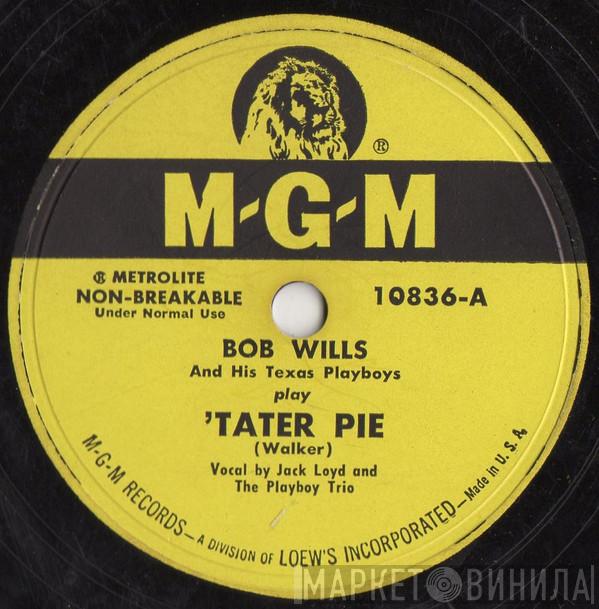 ®
M-G-M
® METROLITE
NON-BREAKABLE
Under Normal Use
10836-A
BOB WILLS
And His Texas Playboys
play
'TATER PIE
(Walker)
Vocal by Jack Loyd and
The Playboy Trio
M-G-M RECORDS—A DIVISION OF LOEW'S INCORPORATED—Made in U. S. A.
МАРКЕТ ВИНИЛА